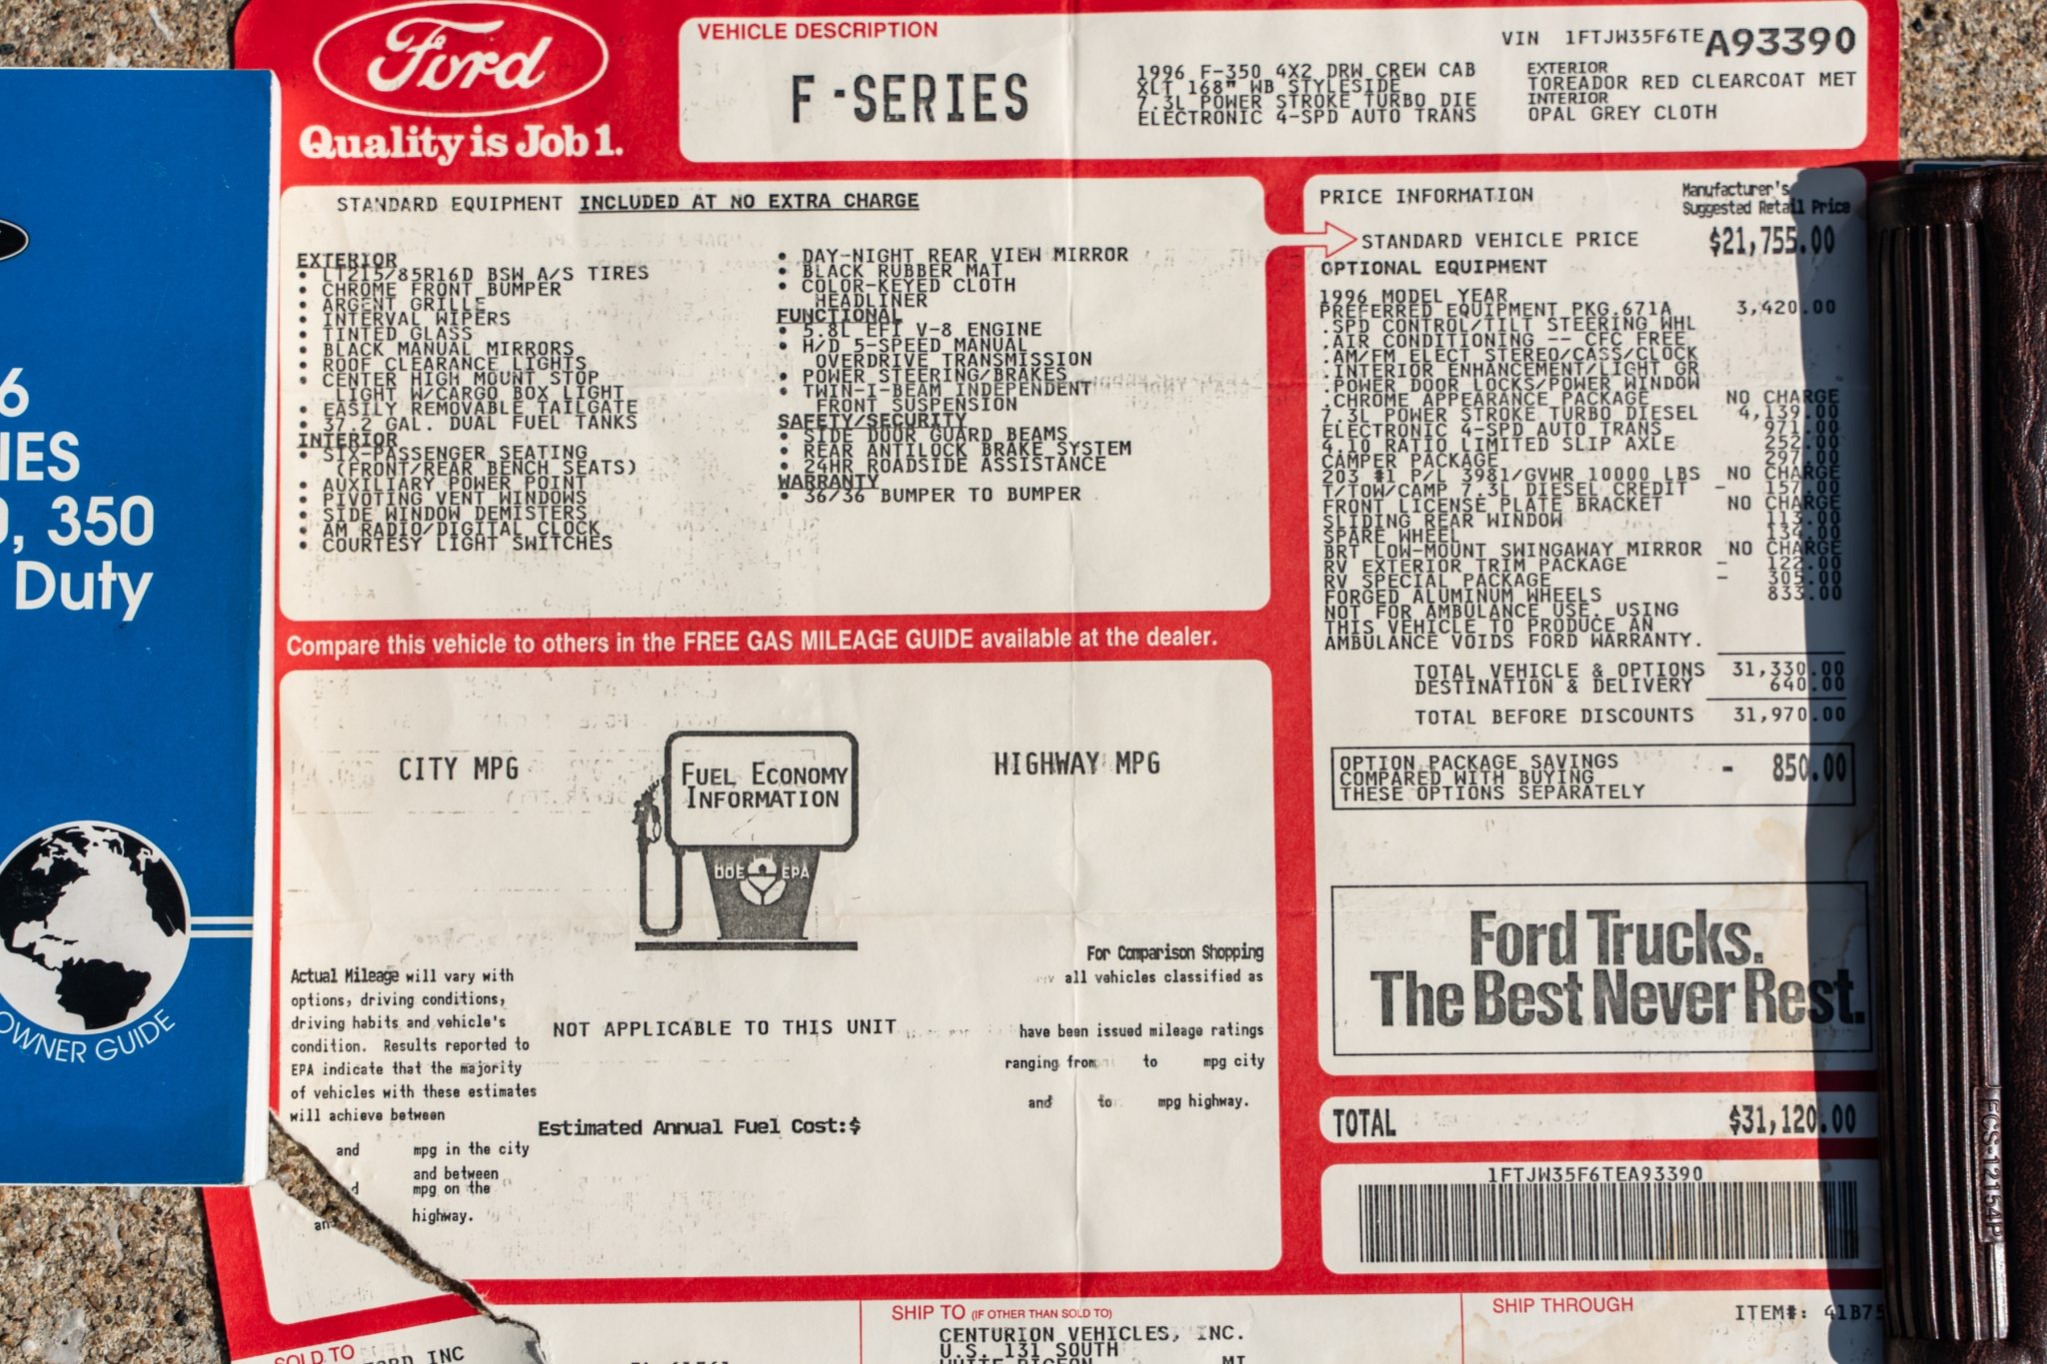 6
IES
0, 350
Duty
OWNER GUIDE
Ford
Quality is Job 1.
VEHICLE DESCRIPTION
F-SERIES
1996 F-350 4X2 DRW CREW CAB
XLT 168" WB STYLESIDE
7.3L POWER STROKE TURBO DIE
ELECTRONIC 4-SPD AUTO TRANS
VIN 1FTJW35F6TEA93390
EXTERIOR
TOREADOR RED CLEARCOAT MET
INTERIOR
OPAL GREY CLOTH
STANDARD EQUIPMENT INCLUDED AT NO EXTRA CHARGE
EXTERIOR
• LT215/85R16D BSW A/S TIRES
• CHROME FRONT BUMPER
• ARGENT GRILLE
• INTERVAL WIPERS
• TINTED GLASS
• BLACK MANUAL MIRRORS
• ROOF CLEARANCE LIGHTS
• CENTER HIGH MOUNT STOP
LIGHT W/CARGO BOX LIGHT
• EASILY REMOVABLE TAILGATE
• 37.2 GAL. DUAL FUEL TANKS
INTERIOR
• SIX-PASSENGER SEATING
(FRONT/REAR BENCH SEATS)
• AUXILIARY POWER POINT
• PIVOTING VENT WINDOWS
• SIDE WINDOW DEMISTERS
• AM RADIO/DIGITAL CLOCK
• COURTESY LIGHT SWITCHES
• DAY-NIGHT REAR VIEW MIRROR
• BLACK RUBBER MAT
• COLOR-KEYED CLOTH
HEADLINER
FUNCTIONAL
• 5.8L EFI V-8 ENGINE
• H/D 5-SPEED MANUAL
OVERDRIVE TRANSMISSION
• POWER STEERING/BRAKES
• TWIN-I-BEAM INDEPENDENT
FRONT SUSPENSION
SAFETY/SECURITY
• SIDE DOOR GUARD BEAMS
• REAR ANTILOCK BRAKE SYSTEM
• 24HR ROADSIDE ASSISTANCE
WARRANTY
• 36/36 BUMPER TO BUMPER
PRICE INFORMATION
Manufacturer's
Suggested Retail Price
STANDARD VEHICLE PRICE $21,755.00
OPTIONAL EQUIPMENT
1996 MODEL YEAR
PREFERRED EQUIPMENT PKG.671A 3,420.00
.SPD CONTROL/TILT STEERING WHL
.AIR CONDITIONING -- CFC FREE
.AM/FM ELECT STEREO/CASS/CLOCK
.INTERIOR ENHANCEMENT/LIGHT GR
.POWER DOOR LOCKS/POWER WINDOW
.CHROME APPEARANCE PACKAGE NO CHARGE
7.3L POWER STROKE TURBO DIESEL 4,139.00
ELECTRONIC 4-SPD AUTO TRANS 971.00
4.10 RATIO LIMITED SLIP AXLE 252.00
CAMPER PACKAGE 297.00
203 #1 P/L 3981/GVWR 10000 LBS NO CHARGE
T/TOW/CAMP 7.3L DIESEL CREDIT - 157.00
FRONT LICENSE PLATE BRACKET NO CHARGE
SLIDING REAR WINDOW 113.00
SPARE WHEEL 134.00
BRT LOW-MOUNT SWINGAWAY MIRROR NO CHARGE
RV EXTERIOR TRIM PACKAGE - 122.00
RV SPECIAL PACKAGE - 305.00
FORGED ALUMINUM WHEELS 833.00
NOT FOR AMBULANCE USE. USING
THIS VEHICLE TO PRODUCE AN
AMBULANCE VOIDS FORD WARRANTY.
TOTAL VEHICLE & OPTIONS 31,330.00
DESTINATION & DELIVERY 640.00
TOTAL BEFORE DISCOUNTS 31,970.00
OPTION PACKAGE SAVINGS
COMPARED WITH BUYING - 850.00
THESE OPTIONS SEPARATELY
Ford Trucks.
The Best Never Rest.
TOTAL $31,120.00
1FTJW35F6TEA93390
Compare this vehicle to others in the FREE GAS MILEAGE GUIDE available at the dealer.
CITY MPG
FUEL ECONOMY
INFORMATION
DOE EPA
HIGHWAY MPG
Actual Mileage will vary with
options, driving conditions,
driving habits and vehicle's
condition. Results reported to
EPA indicate that the majority
of vehicles with these estimates
will achieve between
and mpg in the city
and between
mpg on the
highway.
NOT APPLICABLE TO THIS UNIT
Estimated Annual Fuel Cost:$
For Comparison Shopping
all vehicles classified as
have been issued mileage ratings
ranging from to mpg city
and to mpg highway.
SOLD TO
FORD INC
SHIP TO (IF OTHER THAN SOLD TO)
CENTURION VEHICLES, INC.
U.S. 131 SOUTH
WHITE PIGEON MI
SHIP THROUGH
ITEM#: 41B75